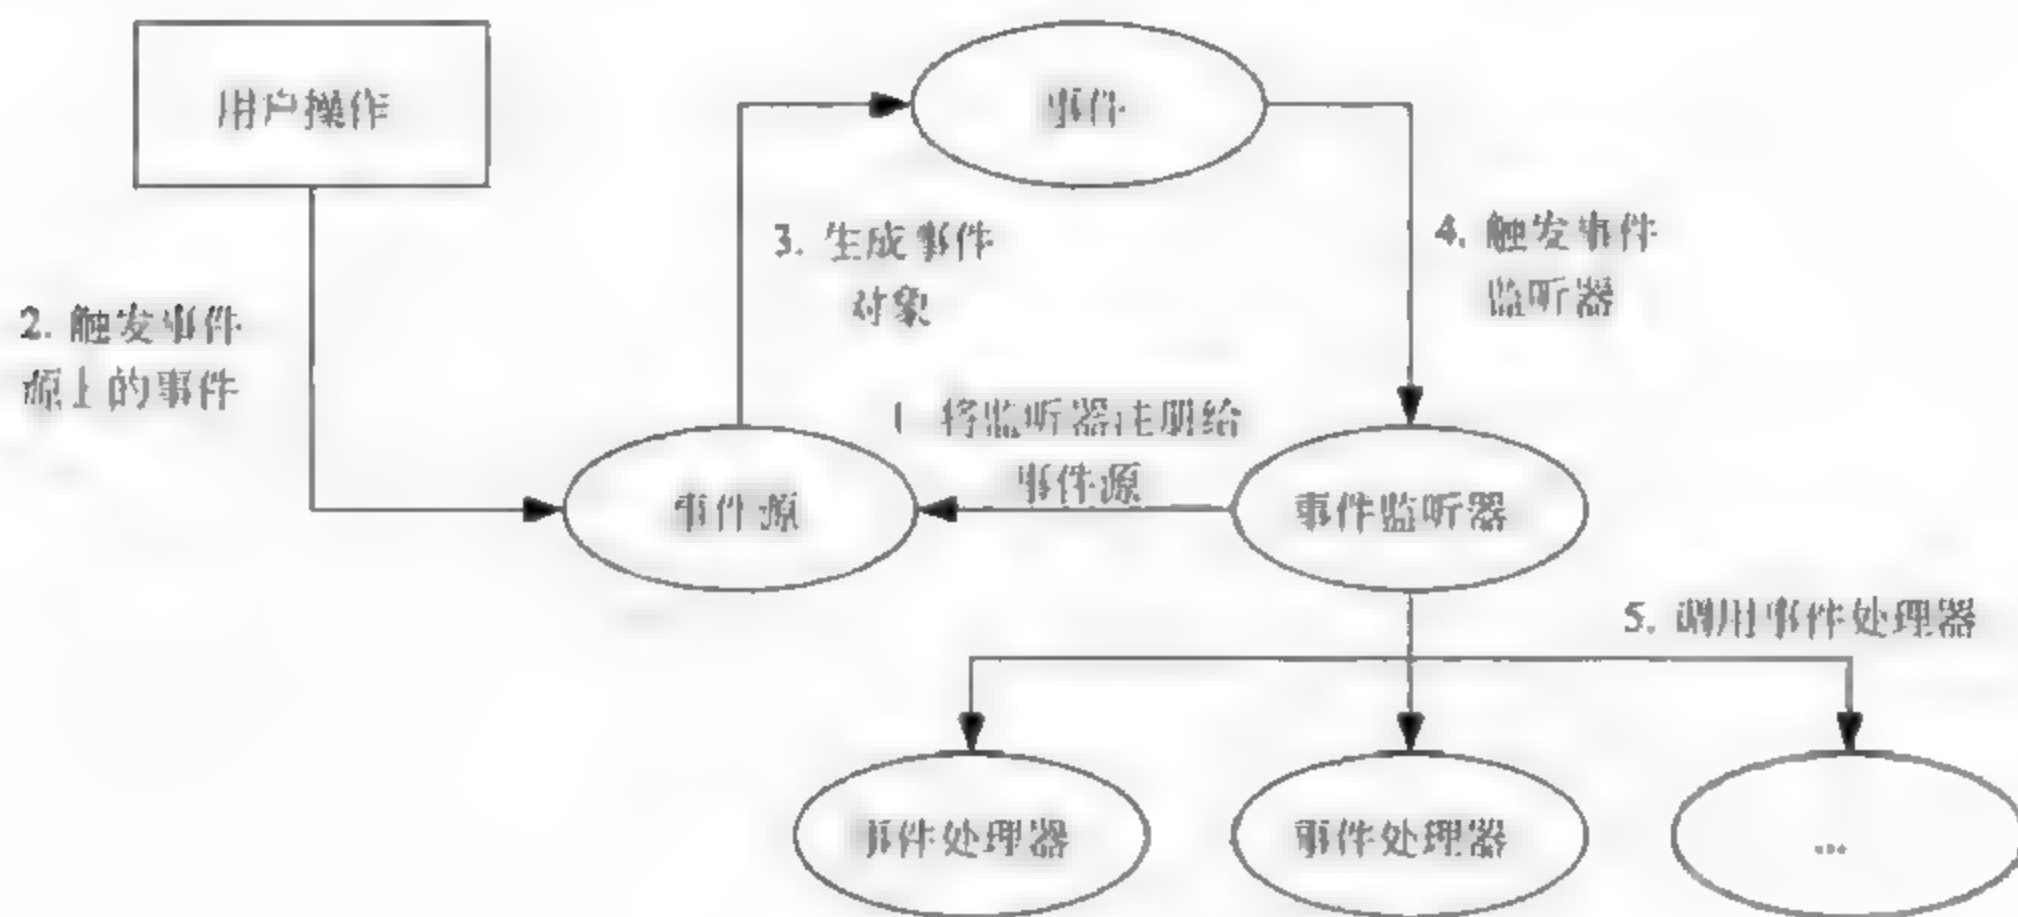 用户操作
事件
3. 生成事件
对象
4. 触发事件
监听器
2. 触发事件
源上的事件
1 将监听器注册给
事件源
事件源
事件监听器
5. 调用事件处理器
事件处理器
事件处理器
...